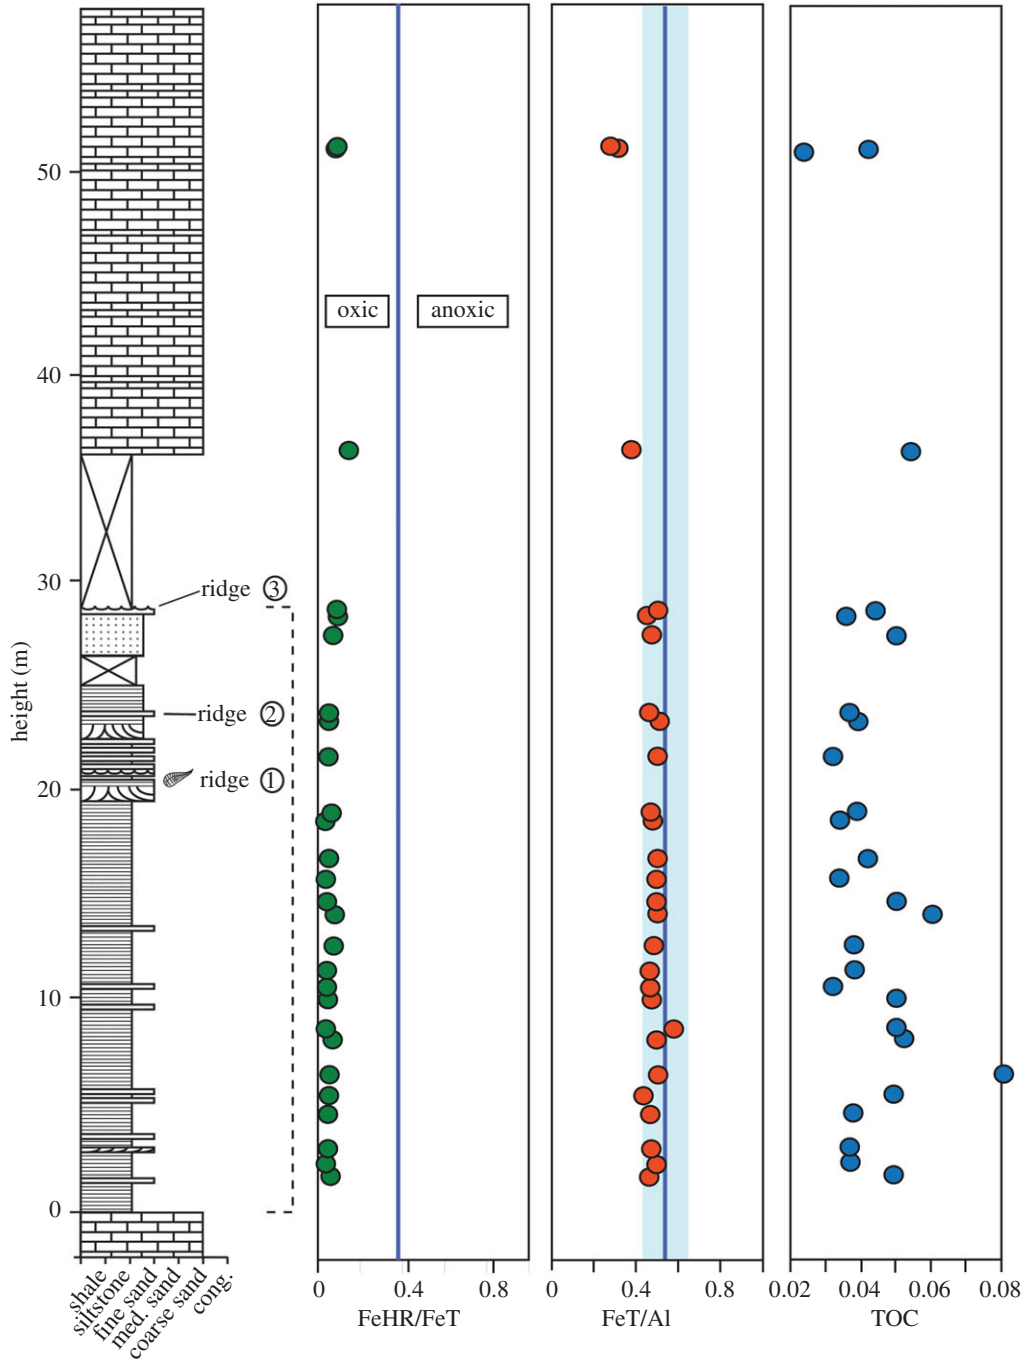 50
oxic
anoxic
40
30
ridge 3
height (m)
ridge 2
ridge 1
20
10
0
shale
siltstone
fine sand
med. sand
coarse sand
cong.
0 0.4 0.8
FeHR/FeT
0 0.4 0.8
FeT/Al
0.02 0.04 0.06 0.08
TOC